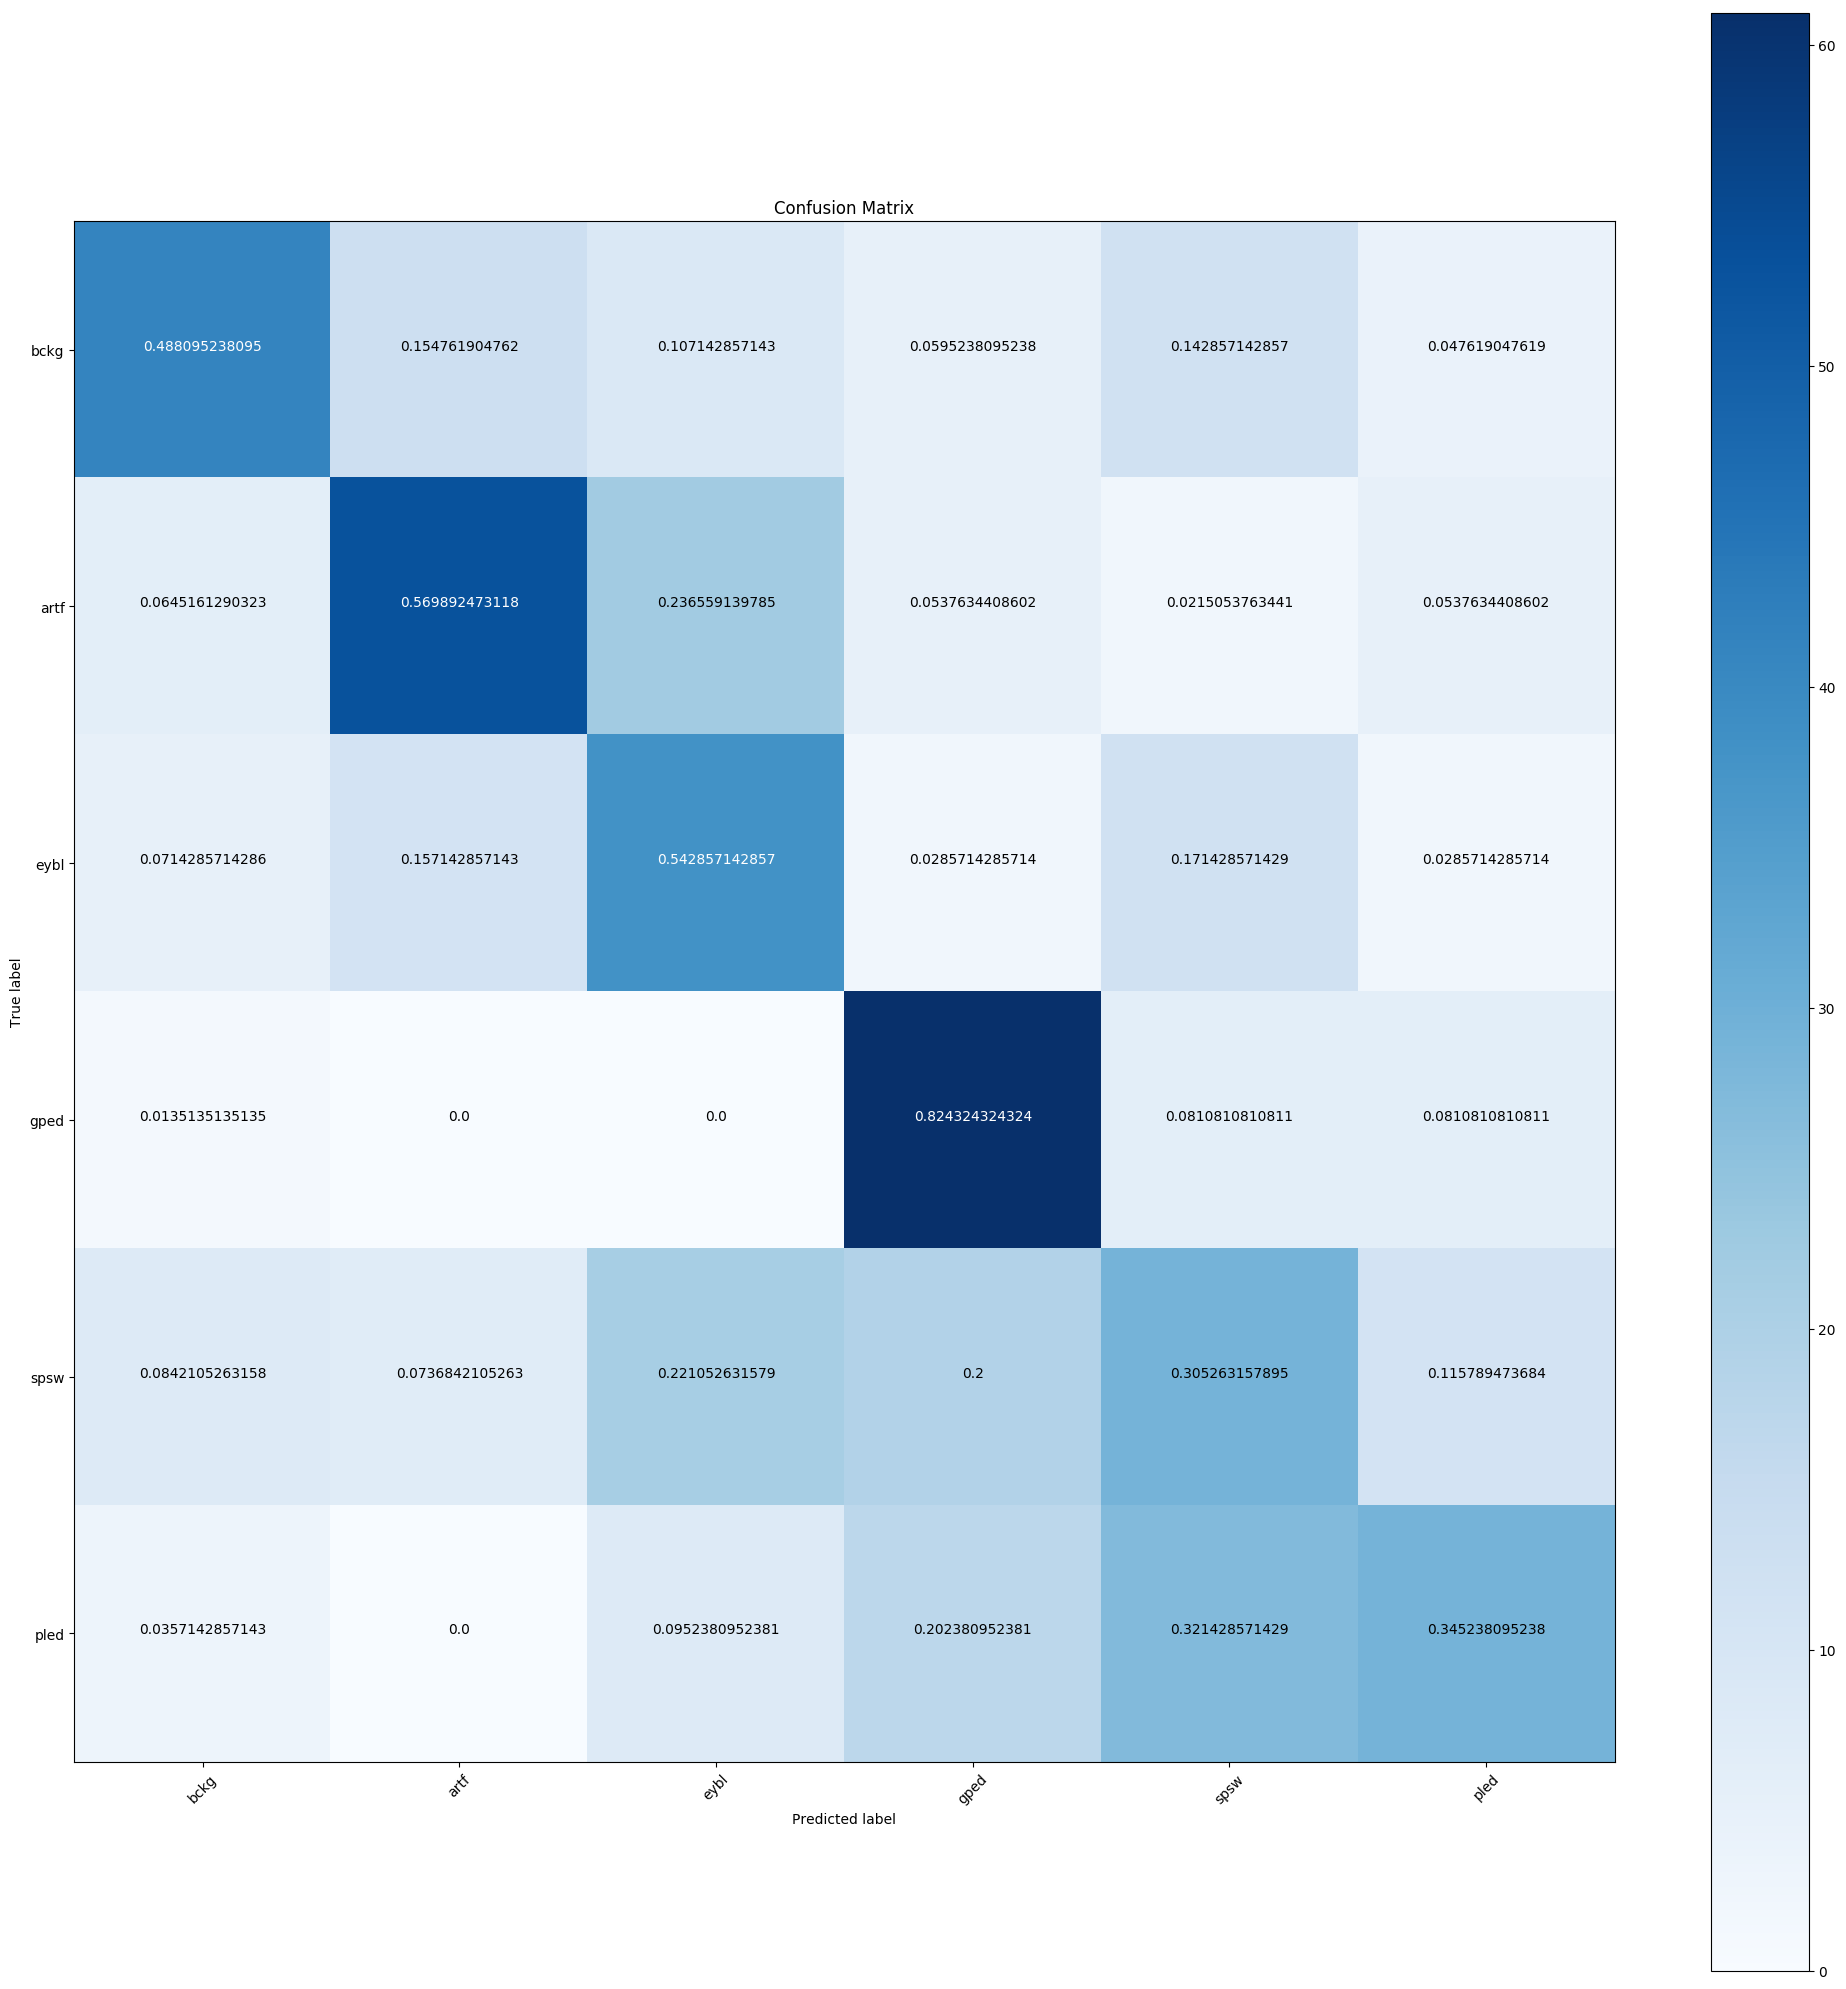 Confusion Matrix
bckg 0.488095238095 0.154761904762 0.107142857143 0.0595238095238 0.142857142857 0.047619047619
artf 0.0645161290323 0.569892473118 0.236559139785 0.0537634408602 0.0215053763441 0.0537634408602
eybl 0.0714285714286 0.157142857143 0.542857142857 0.0285714285714 0.171428571429 0.0285714285714
gped 0.0135135135135 0.0 0.0 0.824324324324 0.0810810810811 0.0810810810811
spsw 0.0842105263158 0.0736842105263 0.221052631579 0.2 0.305263157895 0.115789473684
pled 0.0357142857143 0.0 0.0952380952381 0.202380952381 0.321428571429 0.345238095238
bckg artf eybl gped spsw pled
Predicted label
True label
60
50
40
30
20
10
0